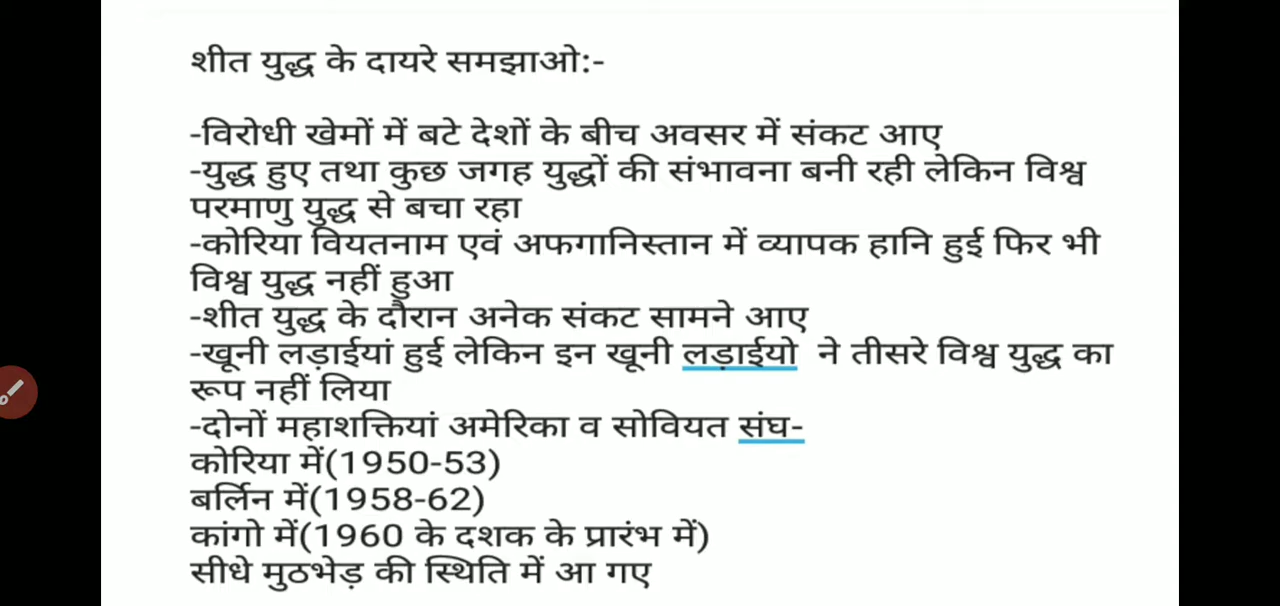 शीत युद्ध के दायरे समझाओ:-
-विरोधी खेमों में बटे देशों के बीच अवसर में संकट आए
-युद्ध हुए तथा कुछ जगह युद्धों की संभावना बनी रही लेकिन विश्व
परमाणु युद्ध से बचा रहा
-कोरिया वियतनाम एवं अफगानिस्तान में व्यापक हानि हुई फिर भी
विश्व युद्ध नहीं हुआ
-शीत युद्ध के दौरान अनेक संकट सामने आए
-खूनी लड़ाईयां हुई लेकिन इन खूनी लड़ाईयो ने तीसरे विश्व युद्ध का
रूप नहीं लिया
-दोनों महाशक्तियां अमेरिका व सोवियत संघ-
कोरिया में(1950-53)
बर्लिन में(1958-62)
कांगो में(1960 के दशक के प्रारंभ में)
सीधे मुठभेड़ की स्थिति में आ गए